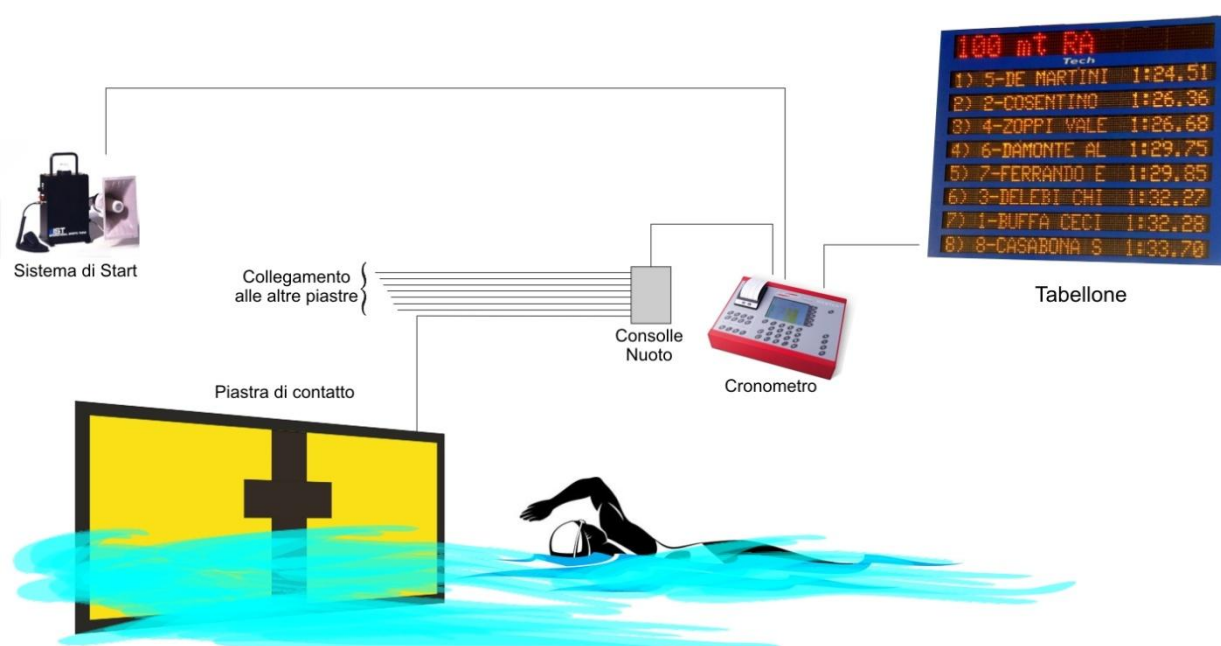 100 mt RA
Tech
1) 5-DE MARTINI 1:24.51
2) 2-COSENTINO 1:26.36
3) 4-ZOPPI VALE 1:26.68
4) 6-DAMONTE AL 1:29.75
5) 7-FERRANDO E 1:29.85
6) 3-DELEBI CHI 1:32.27
7) 1-BUFFA CECI 1:32.28
8) 8-CASABONA S 1:33.70
Tabellone
Sistema di Start
Collegamento
alle altre piastre
Consolle
Nuoto
Cronometro
Piastra di contatto